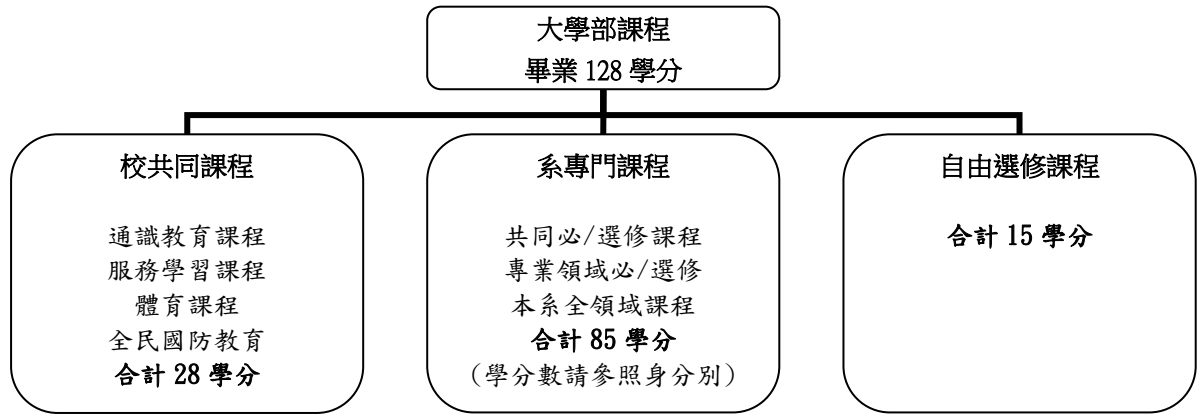 大學部課程
畢業 128 學分
校共同課程
通識教育課程
服務學習課程
體育課程
全民國防教育
合計 28 學分
系專門課程
共同必/選修課程
專業領域必/選修
本系全領域課程
合計 85 學分
（學分數請參照身分別）
自由選修課程
合計 15 學分